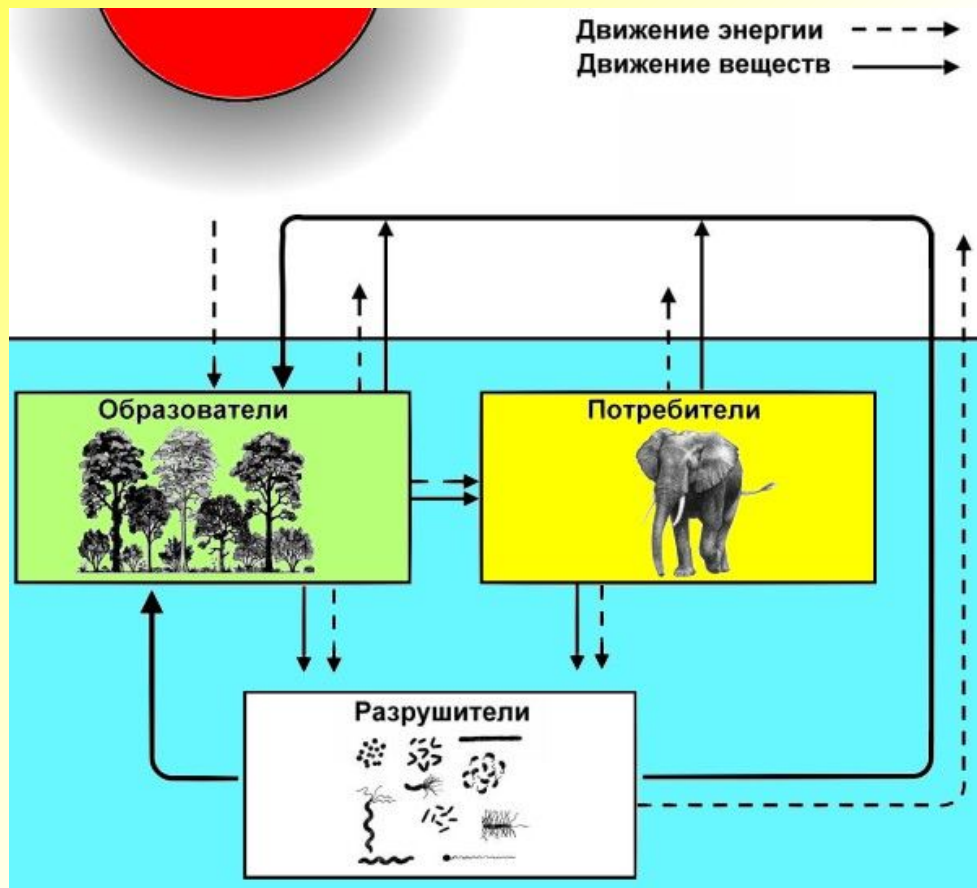 Движение энергии
Движение веществ
Образователи
Потребители
Разрушители